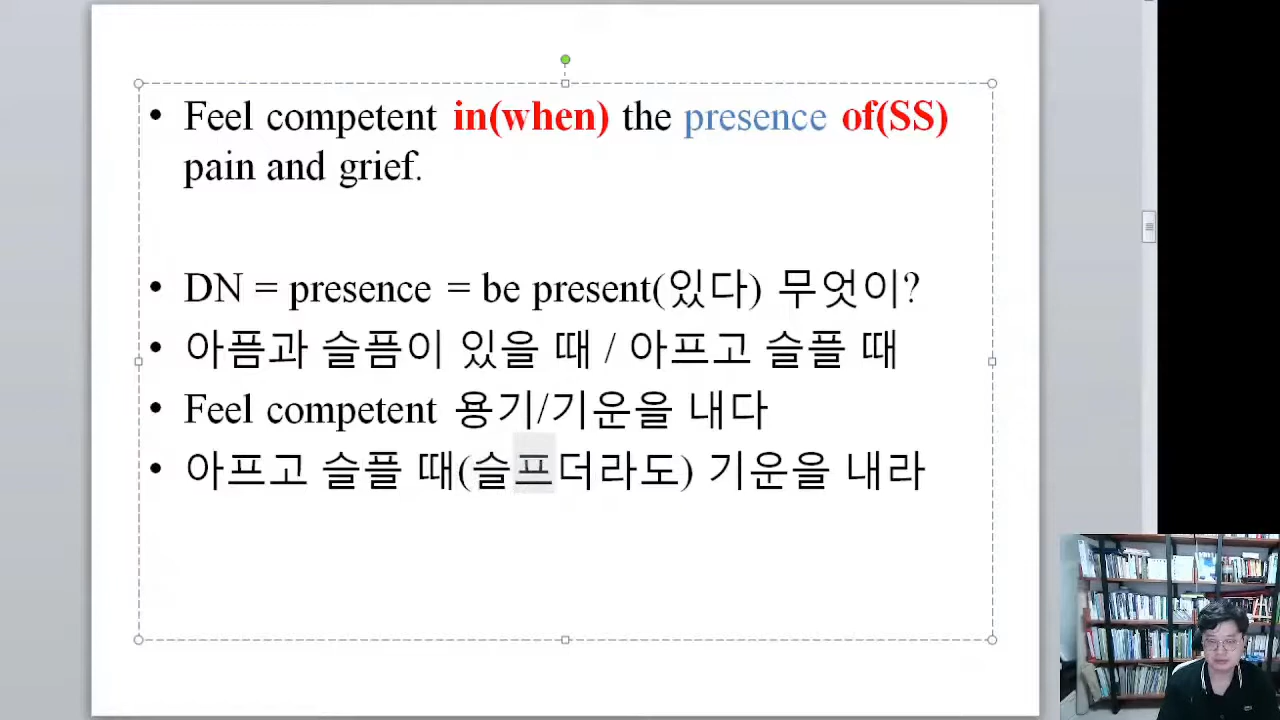 • Feel competent in(when) the presence of(SS)
pain and grief.
• DN = presence = be present(있다) 무엇이?
• 아픔과 슬픔이 있을 때 / 아프고 슬플 때
• Feel competent 용기/기운을 내다
• 아프고 슬플 때(슬프더라도) 기운을 내라